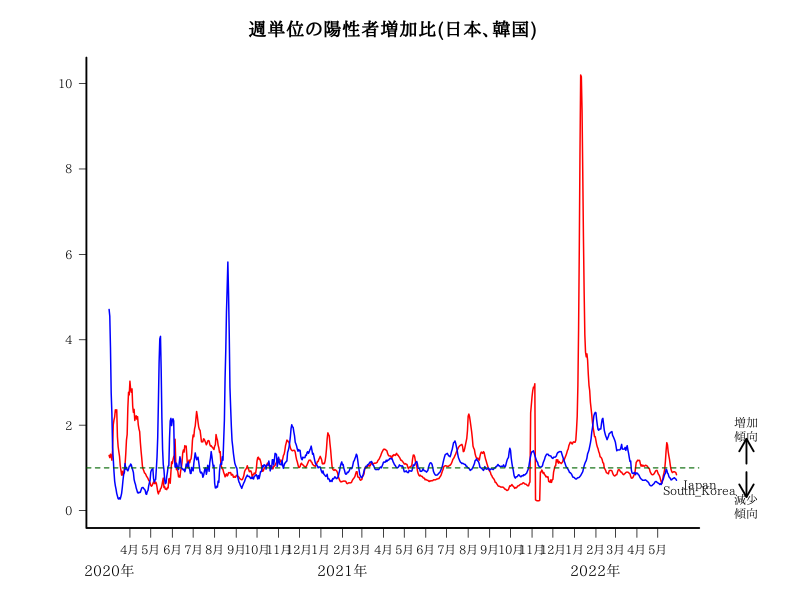 週単位の陽性者増加比(日本、韓国)
10
8
6
4
2
0
増加
傾向
Japan
South_Korea
減少
傾向
4月 5月 6月 7月 8月 9月 10月 11月 12月 1月 2月 3月 4月 5月 6月 7月 8月 9月 10月 11月 12月 1月 2月 3月 4月 5月
2020年 2021年 2022年